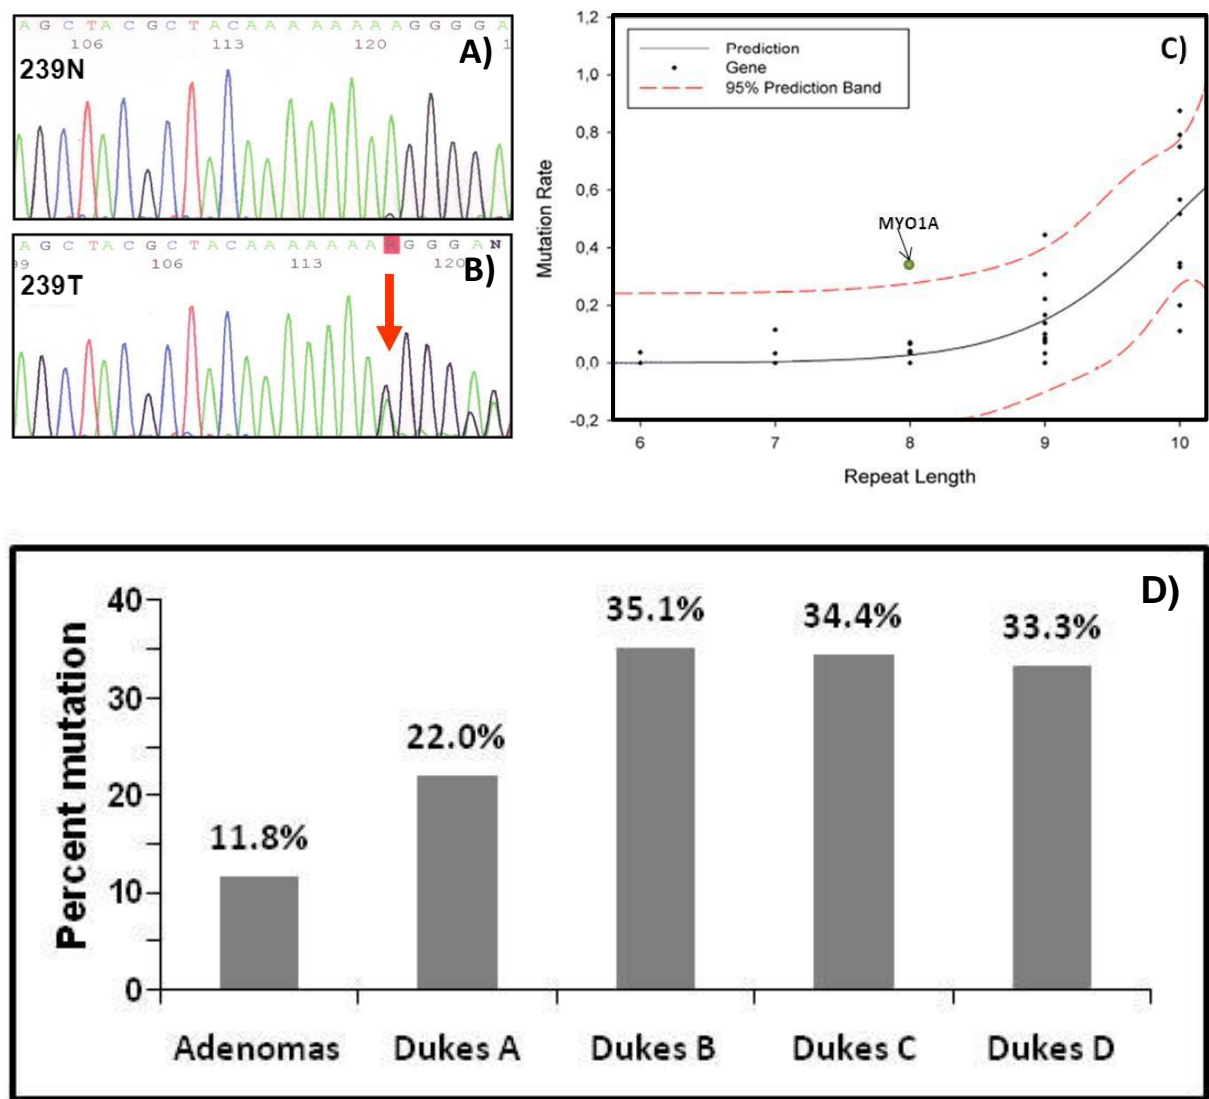 A G C T A C G C T A C A A A A A A A A G G G G A
106 113 120 1
A)
239N
A G C T A C G C T A C A A A A A A A R G G G A N
99 106 113 120
B)
239T
C)
1,2
1,0
0,8
0,6
0,4
0,2
0,0
-0,2
Mutation Rate
Prediction
Gene
95% Prediction Band
MYO1A
6 7 8 9 10
Repeat Length
D)
Percent mutation
40
30
20
10
0
11.8%
22.0%
35.1%
34.4%
33.3%
Adenomas Dukes A Dukes B Dukes C Dukes D